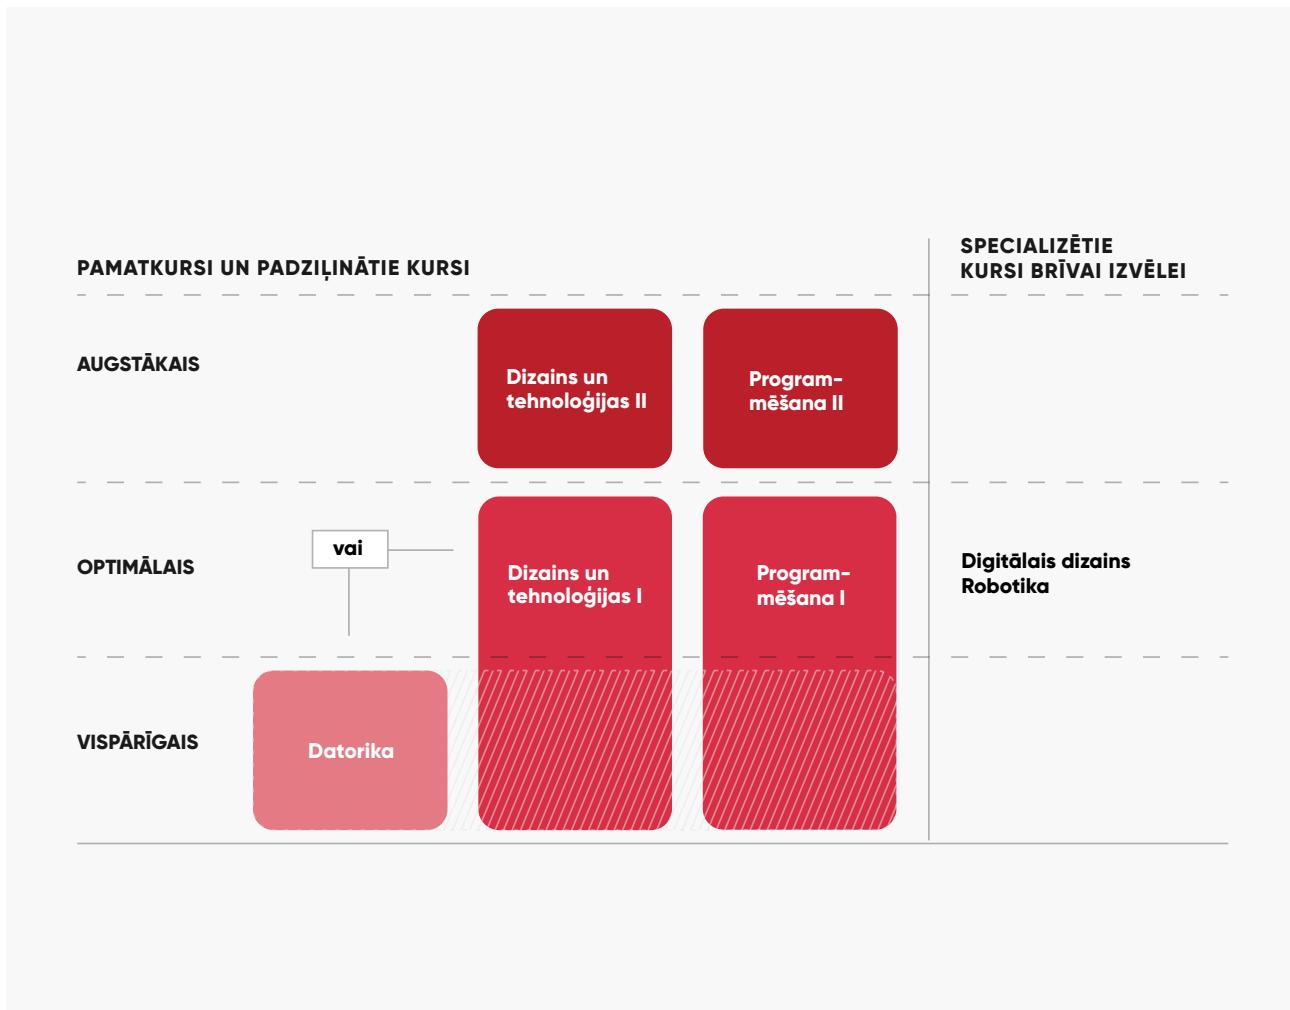 PAMATKURSI UN PADZIĻINĀTIE KURSI
SPECIALIZĒTIE
KURSI BRĪVAI IZVĒLEI
AUGSTĀKAIS
Dizains un
tehnoloģijas II
Program-
mēšana II
OPTIMĀLAIS
vai
Dizains un
tehnoloģijas I
Program-
mēšana I
Digitālais dizains
Robotika
VISPĀRĪGAIS
Datorika